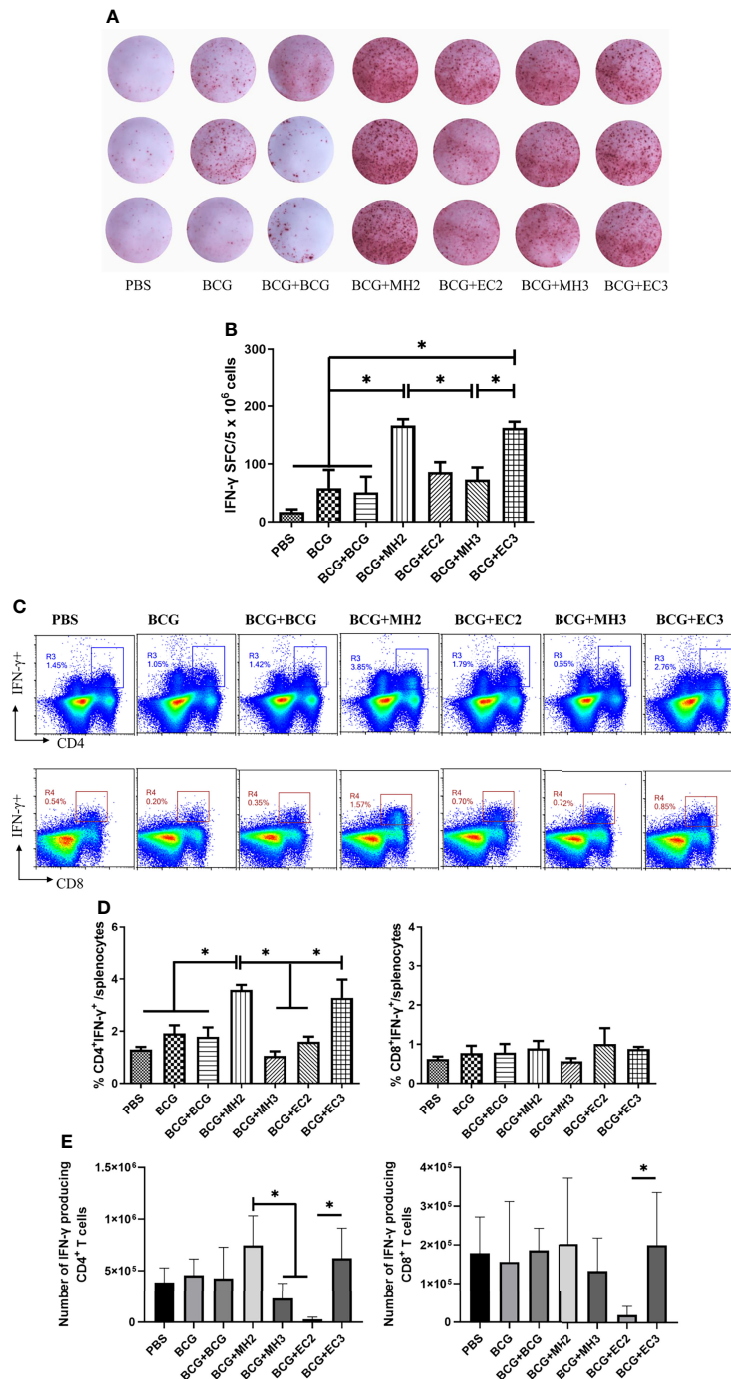 A
PBS BCG BCG+BCG BCG+MH2 BCG+EC2 BCG+MH3 BCG+EC3
B
IFN-γ SFC/5 x 10⁶ cells
300
200
100
0
* * * *
PBS BCG BCG+BCG BCG+MH2 BCG+EC2 BCG+MH3 BCG+EC3
C
PBS BCG BCG+BCG BCG+MH2 BCG+EC2 BCG+MH3 BCG+EC3
IFN-γ+
R3 R3 R3 R3 R3 R3 R3
1.45% 1.05% 1.42% 3.85% 1.79% 0.55% 2.76%
CD4
IFN-γ+
R4 R4 R4 R4 R4 R4 R4
0.54% 0.20% 0.35% 1.57% 0.70% 0.85%
CD8
D
% CD4⁺IFN-γ⁺ /splenocytes
6
4
2
0
* * *
PBS BCG BCG+BCG BCG+MH2 BCG+MH3 BCG+EC2 BCG+EC3
% CD8⁺IFN-γ⁺ /splenocytes
4
3
2
1
0
PBS BCG BCG+BCG BCG+MH2 BCG+MH3 BCG+EC2 BCG+EC3
E
Number of IFN-γ producing
CD4⁺ T cells
1.5×10⁶
1×10⁶
5×10⁵
0
* *
PBS BCG BCG+BCG BCG+MH2 BCG+MH3 BCG+EC2 BCG+EC3
Number of IFN-γ producing
CD8⁺ T cells
4×10⁵
3×10⁵
2×10⁵
1×10⁵
0
*
PBS BCG BCG+BCG BCG+MH2 BCG+MH3 BCG+EC2 BCG+EC3